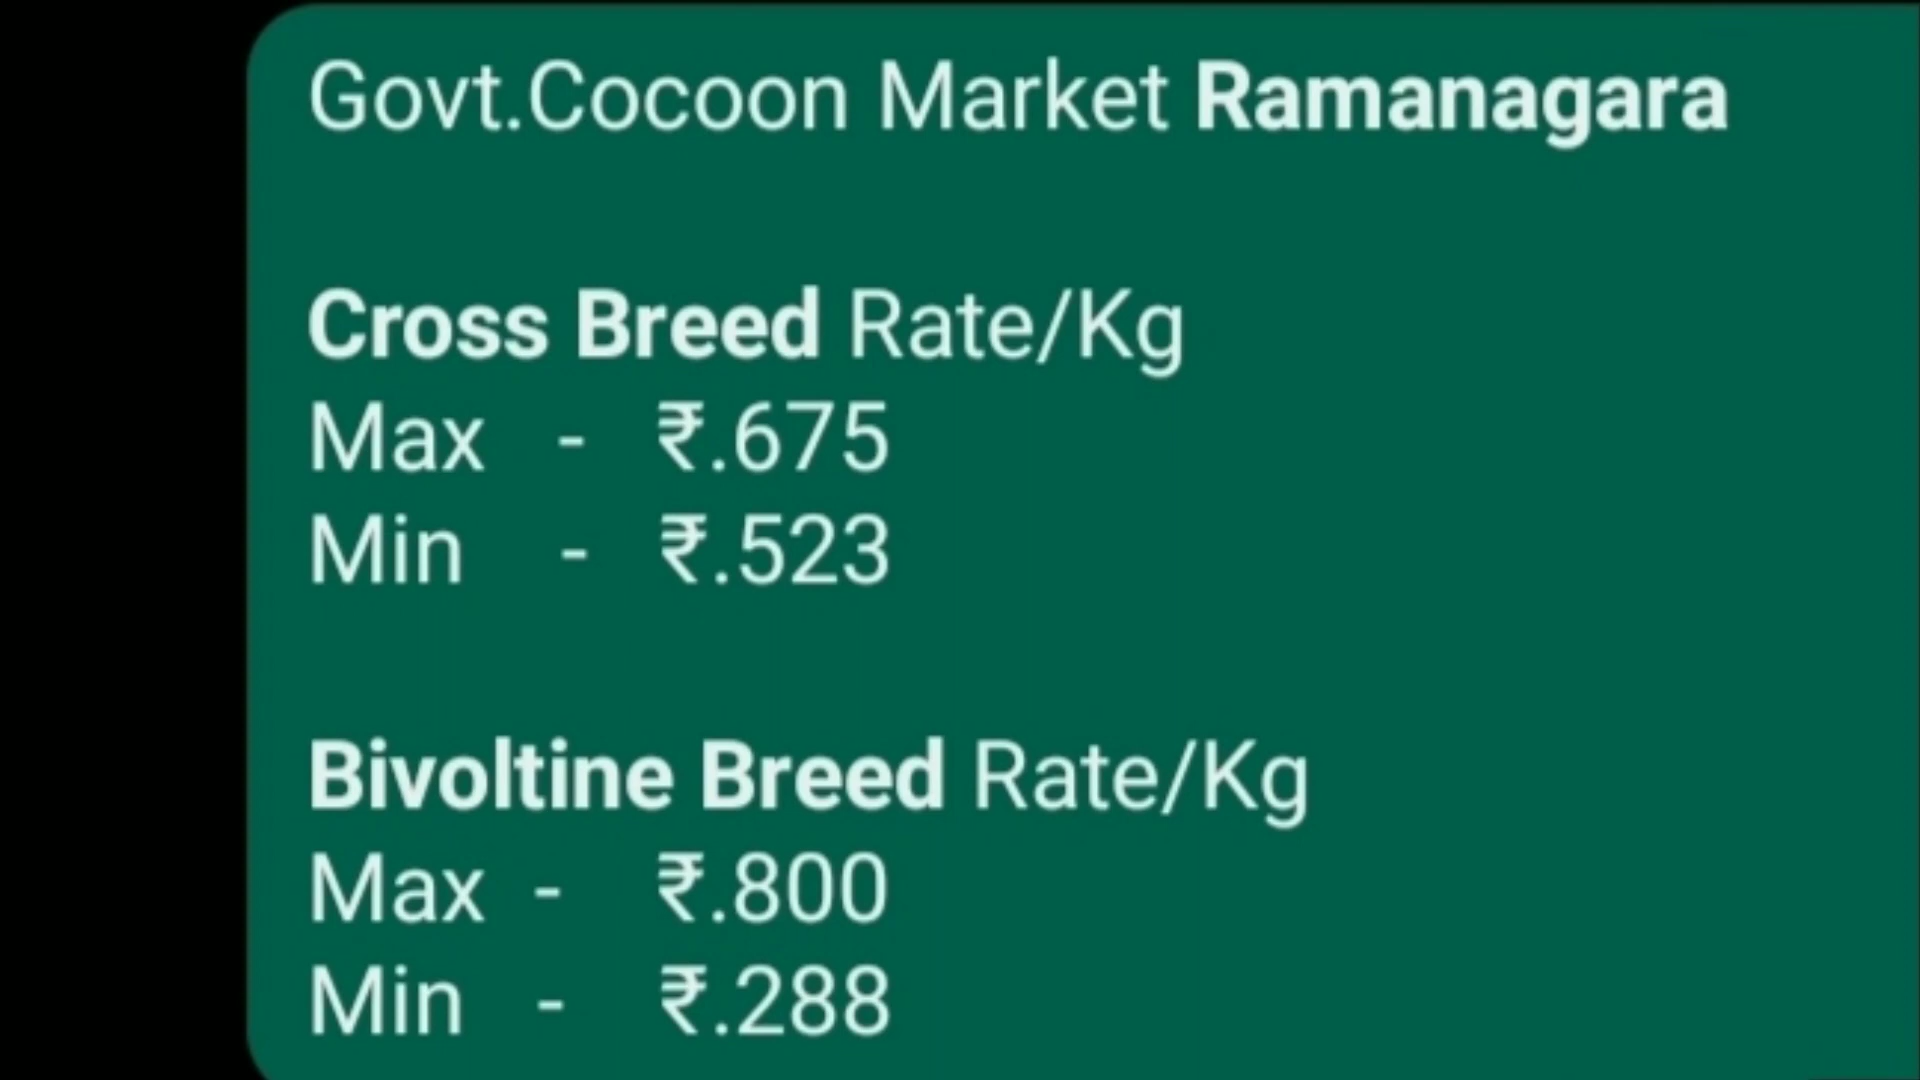 Govt.Cocoon Market Ramanagara
Cross Breed Rate/Kg
Max - ₹.675
Min - ₹.523
Bivoltine Breed Rate/Kg
Max - ₹.800
Min - ₹.288